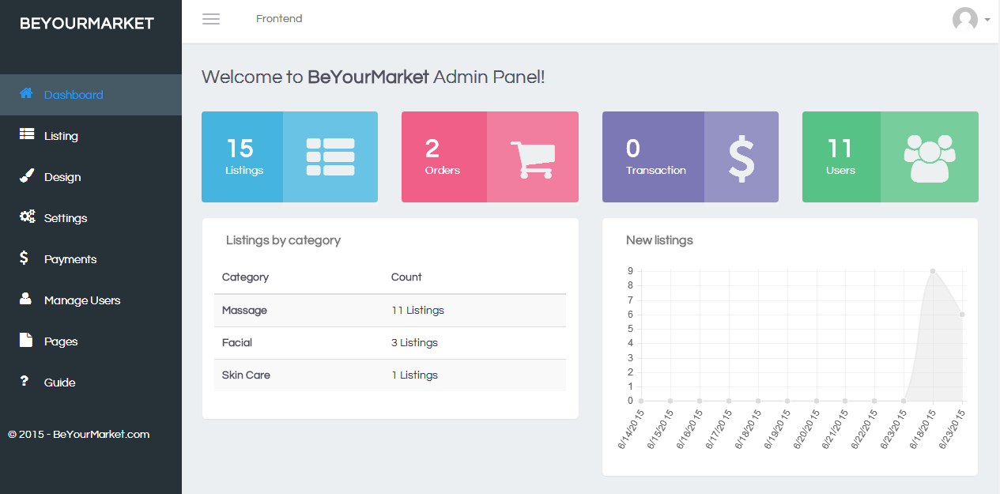 BEYOURMARKET
Frontend
Dashboard
Listing
Design
Settings
Payments
Manage Users
Pages
Guide
© 2015 - BeYourMarket.com
Welcome to BeYourMarket Admin Panel!
15
Listings
2
Orders
0
Transaction
11
Users
Listings by category
Category Count
Massage 11 Listings
Facial 3 Listings
Skin Care 1 Listings
New listings
9
8
7
6
5
4
3
2
1
0
6/14/2015
6/15/2015
6/16/2015
6/17/2015
6/18/2015
6/19/2015
6/20/2015
6/21/2015
6/22/2015
6/23/2015
6/18/2015
6/23/2015